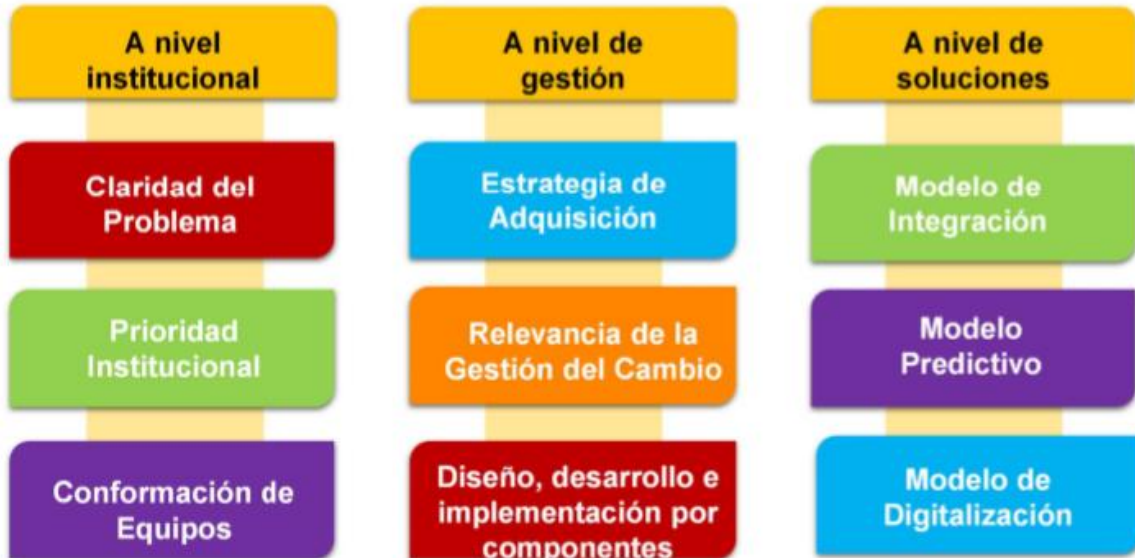 A nivel
institucional
Claridad del
Problema
Prioridad
Institucional
Conformación de
Equipos
A nivel de
gestión
Estrategia de
Adquisición
Relevancia de la
Gestión del Cambio
Diseño, desarrollo e
implementación por
componentes
A nivel de
soluciones
Modelo de
Integración
Modelo
Predictivo
Modelo de
Digitalización